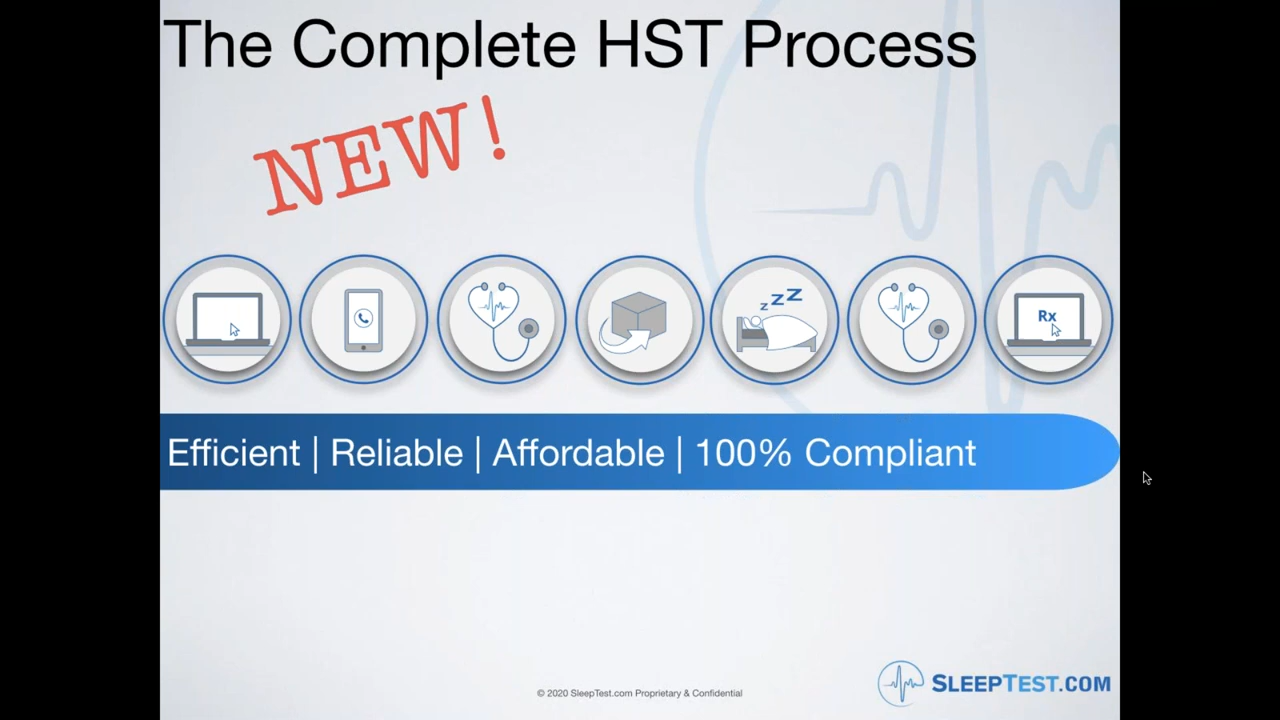 The Complete HST Process
NEW!
z z Z
Rx
Efficient | Reliable | Affordable | 100% Compliant
© 2020 SleepTest.com Proprietary & Confidential
SLEEPTEST.COM